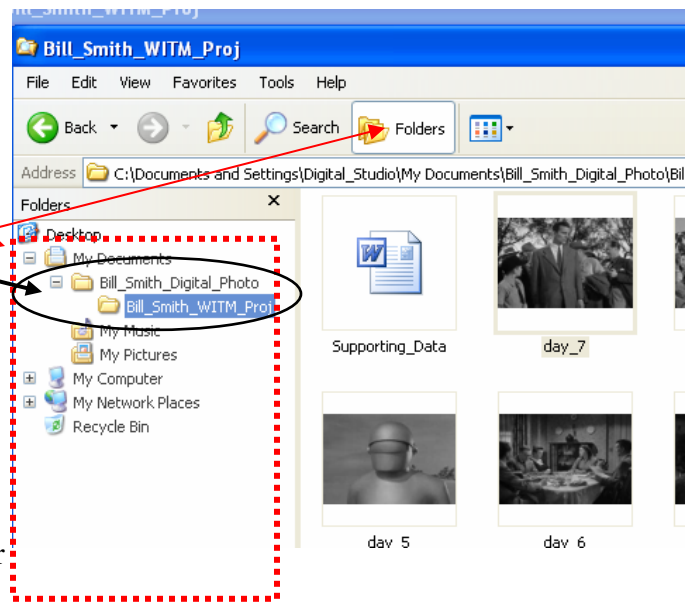 Bill_Smith_WITM_Proj
Bill_Smith_WITM_Proj
File Edit View Favorites Tools Help
Back Search Folders
Address C:\Documents and Settings\Digital_Studio\My Documents\Bill_Smith_Digital_Photo\Bil
Folders
Desktop
My Documents
Bill_Smith_Digital_Photo
Bill_Smith_WITM_Proj
My Music
My Pictures
My Computer
My Network Places
Recycle Bin
Supporting_Data day_7
day_5 day_6
r